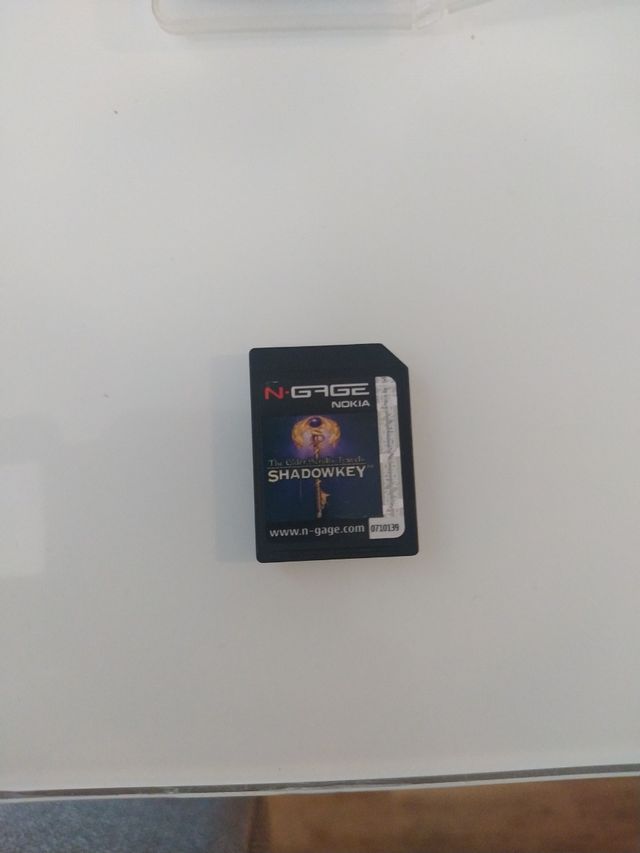 N-GAGE
NOKIA
The Elder Scrolls Travels
SHADOWKEY
www.n-gage.com
0710139